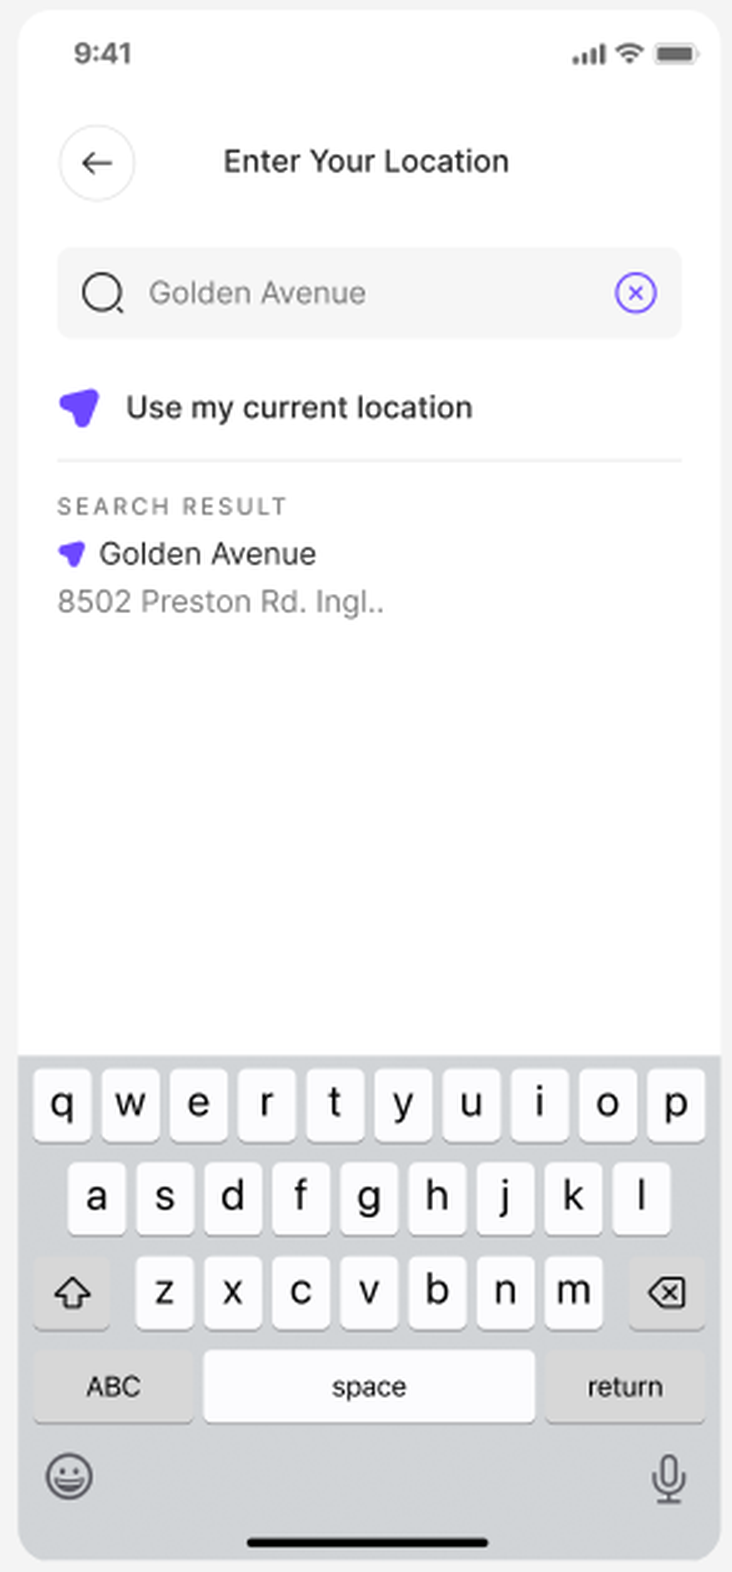 9:41
Enter Your Location
Golden Avenue
Use my current location
SEARCH RESULT
Golden Avenue
8502 Preston Rd. Ingl..
q w e r t y u i o p
a s d f g h j k l
z x c v b n m
ABC space return